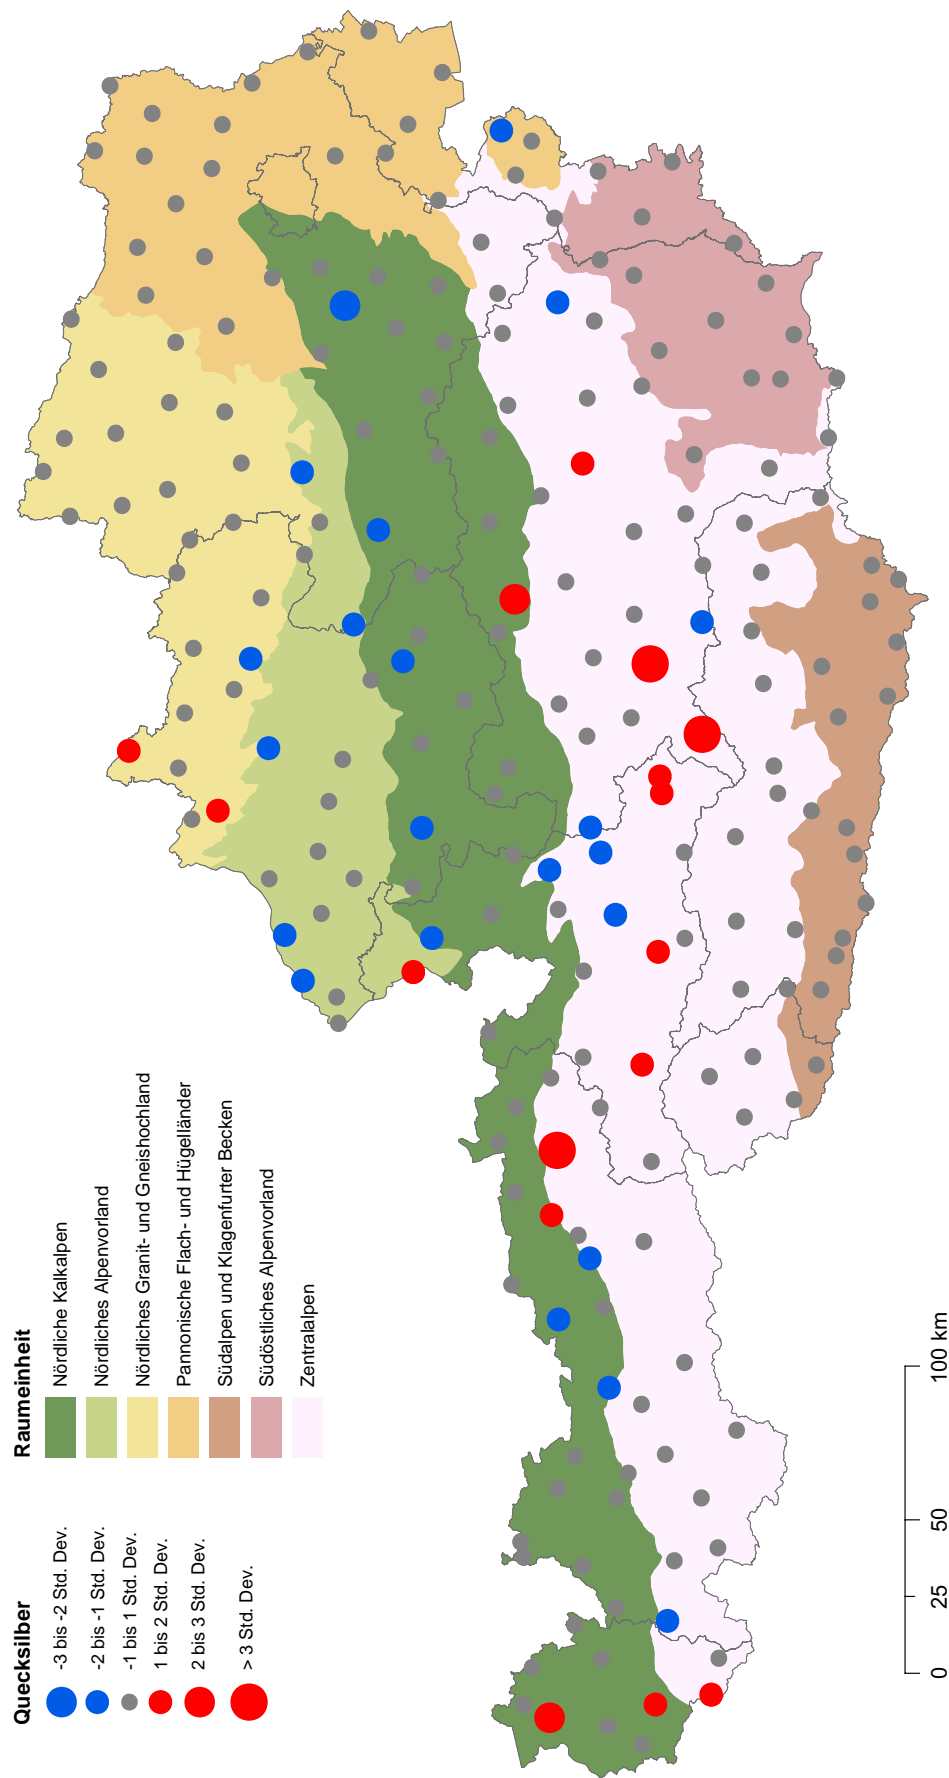 Quecksilber
-3 bis -2 Std. Dev.
-2 bis -1 Std. Dev.
-1 bis 1 Std. Dev.
1 bis 2 Std. Dev.
2 bis 3 Std. Dev.
> 3 Std. Dev.
Raumeinheit
Nördliche Kalkalpen
Nördliches Alpenvorland
Nördliches Granit- und Gneishochland
Pannonische Flach- und Hügelländer
Südalpen und Klagenfurter Becken
Südöstliches Alpenvorland
Zentralalpen
0 25 50 100 km